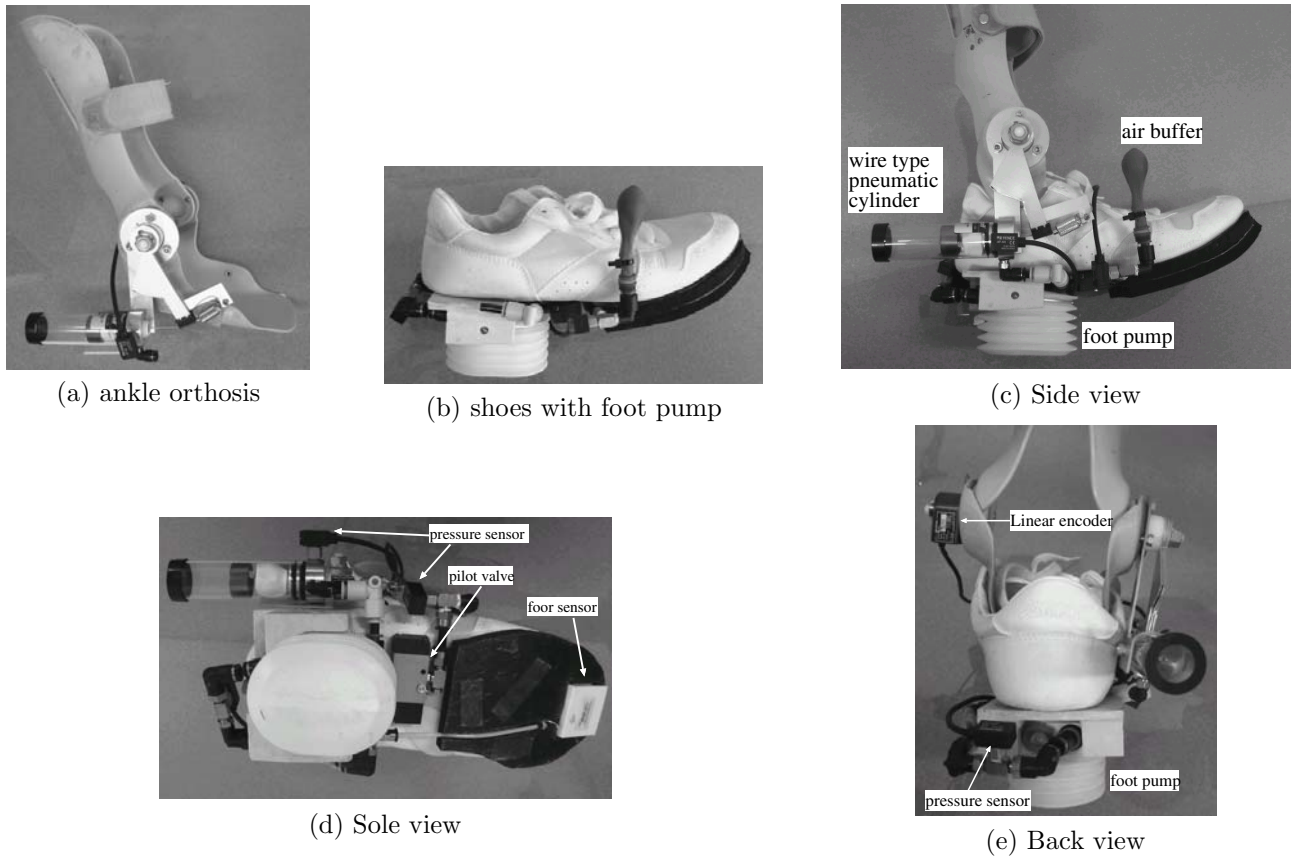 (a) ankle orthosis
(b) shoes with foot pump
wire type
pneumatic
cylinder
air buffer
foot pump
(c) Side view
pressure sensor
pilot valve
foor sensor
(d) Sole view
Linear encoder
foot pump
pressure sensor
(e) Back view